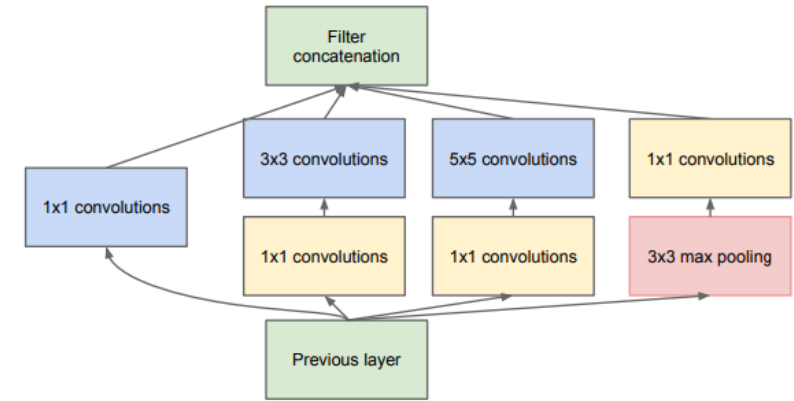 Filter
concatenation
3x3 convolutions
5x5 convolutions
1x1 convolutions
1x1 convolutions
1x1 convolutions
1x1 convolutions
3x3 max pooling
Previous layer